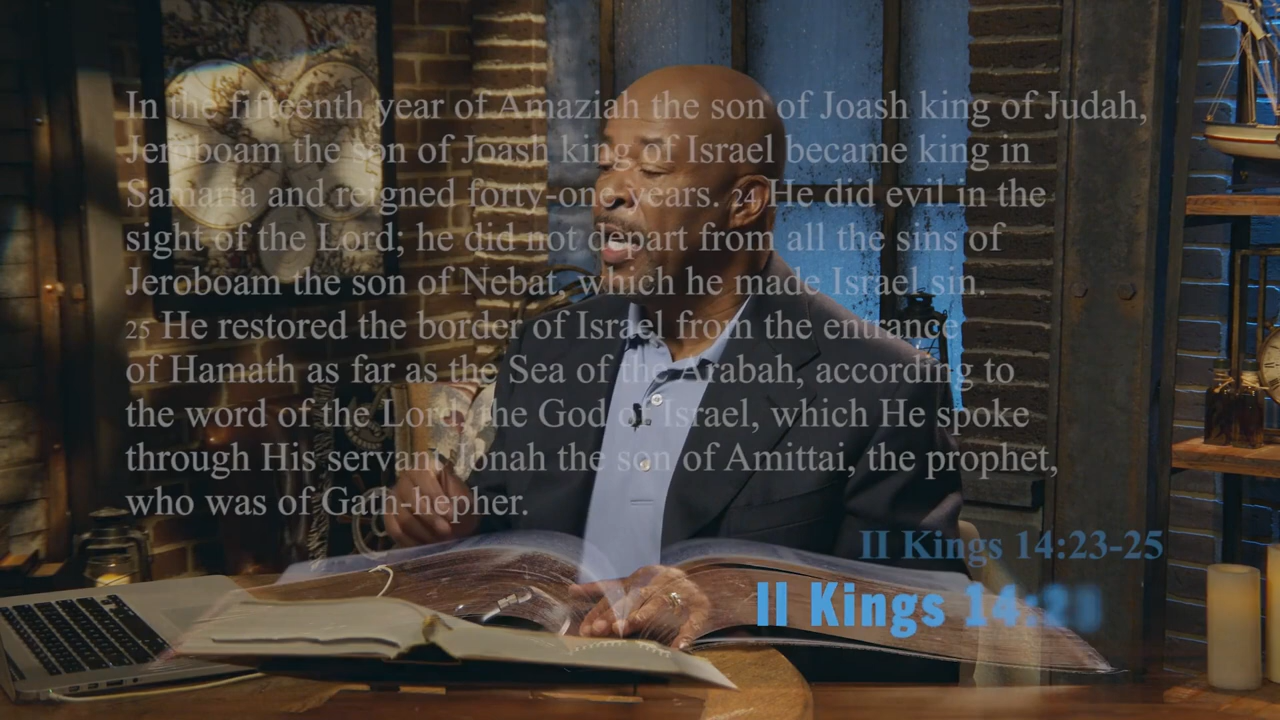 In the fifteenth year of Amaziah the son of Joash king of Judah,
Jeroboam the son of Joash king of Israel became king in
Samaria and reigned forty-one years. 24 He did evil in the
sight of the Lord; he did not depart from all the sins of
Jeroboam the son of Nebat, which he made Israel sin.
25 He restored the border of Israel from the entrance
of Hamath as far as the Sea of the Arabah, according to
the word of the Lord, the God of Israel, which He spoke
through His servant Jonah the son of Amittai, the prophet,
who was of Gath-hepher.
II Kings 14:23-25
II Kings 14: